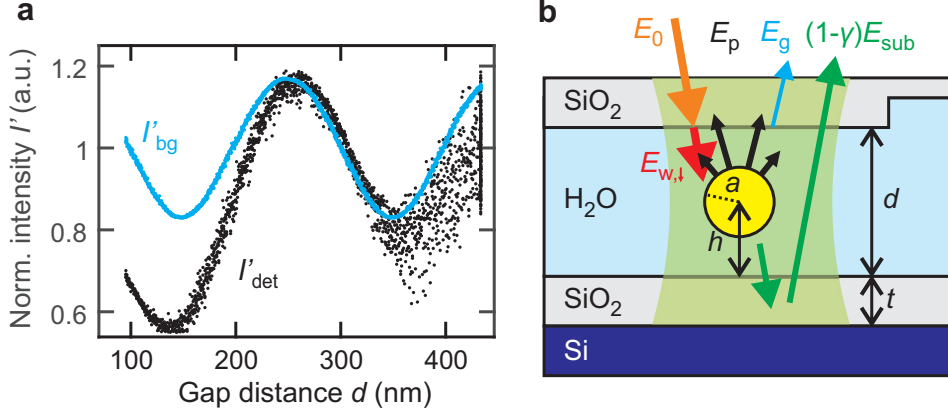 a
Norm. intensity I′ (a.u.)
1.2
1
0.8
0.6
I′bg
I′det
100
200
300
400
Gap distance d (nm)
b
E0
Ep
Eg
(1-γ)Esub
SiO2
Ew,↓
H2O
a
h
d
SiO2
t
Si